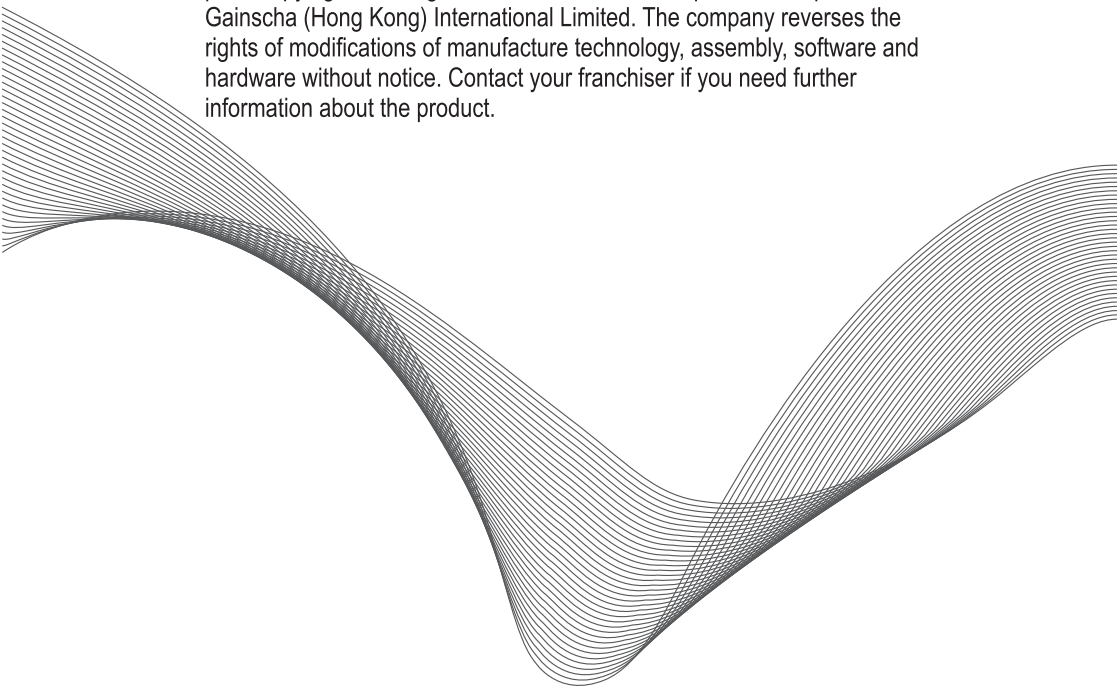 Gainscha (Hong Kong) International Limited. The company reverses the
rights of modifications of manufacture technology, assembly, software and
hardware without notice. Contact your franchiser if you need further
information about the product.